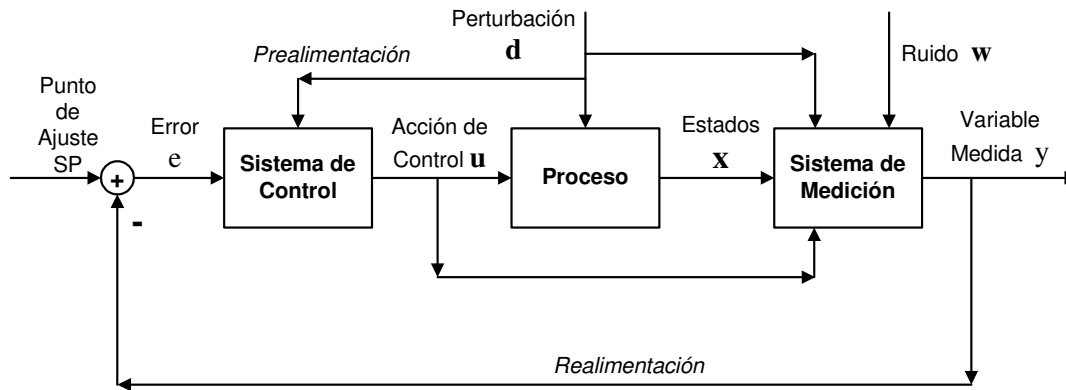 Perturbación
d
Prealimentación
Ruido w
Punto
de
Ajuste
SP
Error
e
Acción de
Control u
Estados
x
Variable
Medida y
+
-
Sistema de
Control
Proceso
Sistema de
Medición
Realimentación